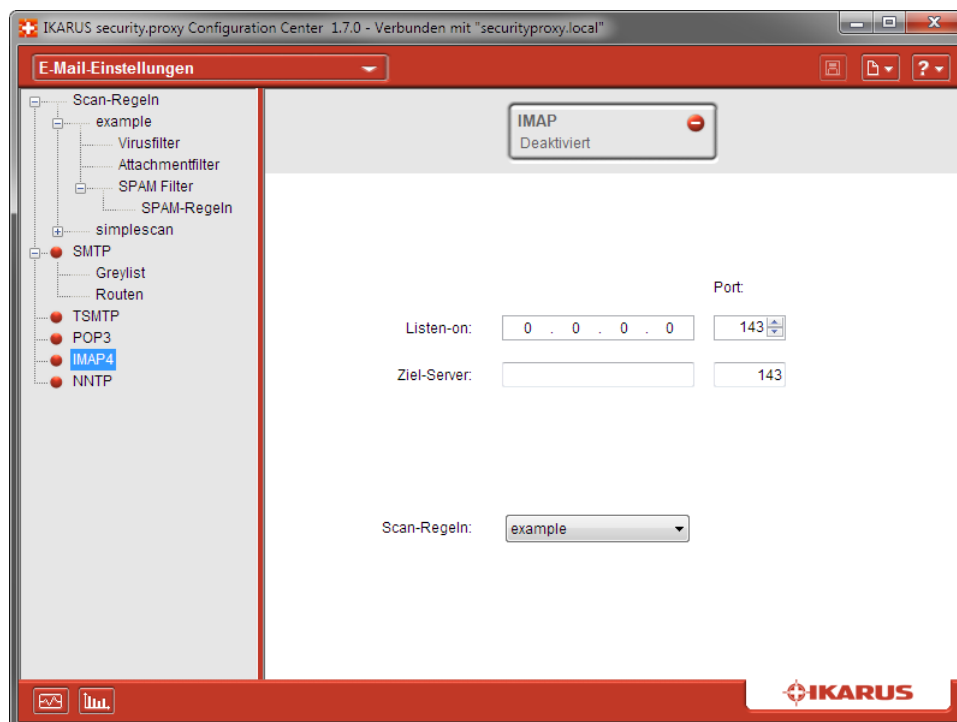 IKARUS security.proxy Configuration Center 1.7.0 - Verbunden mit "securityproxy.local"
E-Mail-Einstellungen
?
Scan-Regeln
example
Virusfilter
Attachmentfilter
SPAM Filter
SPAM-Regeln
simplescan
SMTP
Greylist
Routen
TSMTP
POP3
IMAP4
NNTP
IMAP
Deaktiviert
Port:
Listen-on: 0 . 0 . 0 . 0 143
Ziel-Server: 143
Scan-Regeln: example
IKARUS